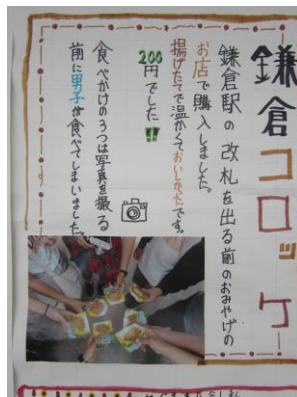 鎌倉コロッケ
鎌倉駅の改札を出る前のおみやげの
お店で購入しました。
揚げたてで温かくておいしかったです。
200円でした!!
食べかけの3つは写真を撮る
前に男子が食べてしまいました。